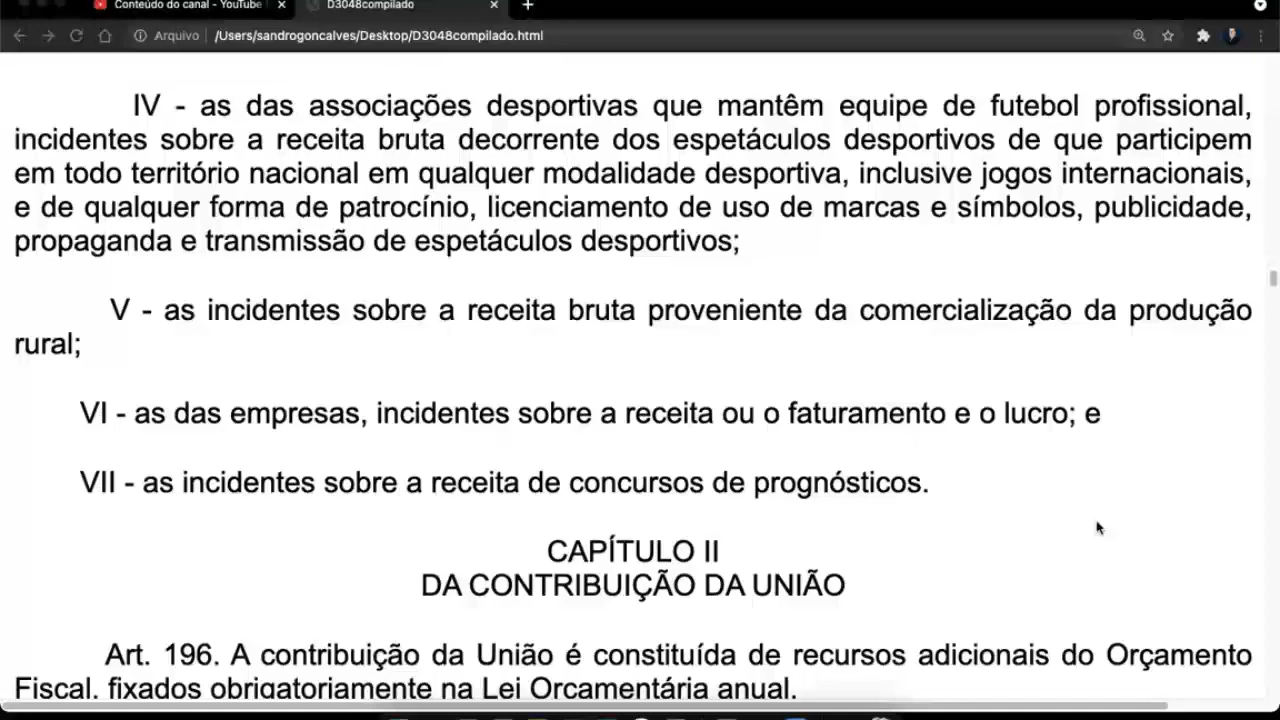 Conteúdo do canal - YouTube
D3048compilado
Arquivo
/Users/sandrogoncalves/Desktop/D3048compilado.html
IV - as das associações desportivas que mantêm equipe de futebol profissional,
incidentes sobre a receita bruta decorrente dos espetáculos desportivos de que participem
em todo território nacional em qualquer modalidade desportiva, inclusive jogos internacionais,
e de qualquer forma de patrocínio, licenciamento de uso de marcas e símbolos, publicidade,
propaganda e transmissão de espetáculos desportivos;
V - as incidentes sobre a receita bruta proveniente da comercialização da produção
rural;
VI - as das empresas, incidentes sobre a receita ou o faturamento e o lucro; e
VII - as incidentes sobre a receita de concursos de prognósticos.
CAPÍTULO II
DA CONTRIBUIÇÃO DA UNIÃO
Art. 196. A contribuição da União é constituída de recursos adicionais do Orçamento
Fiscal, fixados obrigatoriamente na Lei Orçamentária anual.